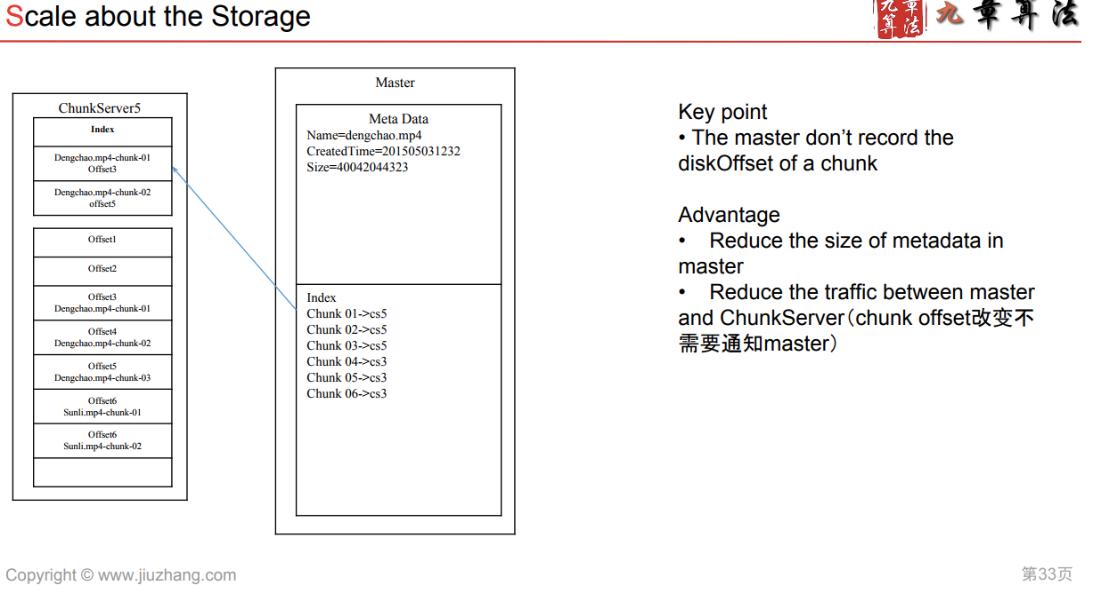 Scale about the Storage
九章算法
九章算法
ChunkServer5
Index
Dengchao.mp4-chunk-01
Offset3
Dengchao.mp4-chunk-02
offset5
Offset1
Offset2
Offset3
Dengchao.mp4-chunk-01
Offset4
Dengchao.mp4-chunk-02
Offset5
Dengchao.mp4-chunk-03
Offset6
Sunli.mp4-chunk-01
Offset6
Sunli.mp4-chunk-02
Master
Meta Data
Name=dengchao.mp4
CreatedTime=201505031232
Size=40042044323
Index
Chunk 01->cs5
Chunk 02->cs5
Chunk 03->cs5
Chunk 04->cs3
Chunk 05->cs3
Chunk 06->cs3
Key point
• The master don't record the
diskOffset of a chunk
Advantage
• Reduce the size of metadata in
master
• Reduce the traffic between master
and ChunkServer(chunk offset改变不
需要通知master)
Copyright © www.jiuzhang.com
第33页